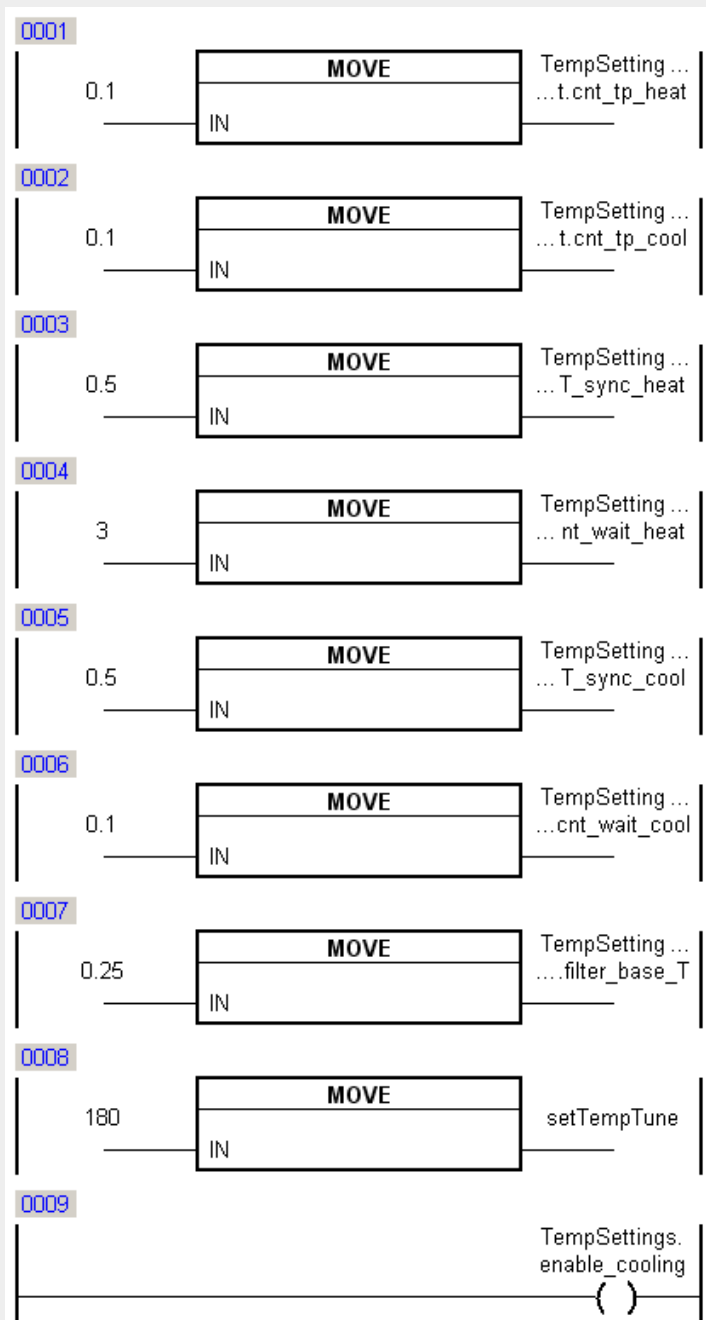 0001
MOVE
TempSetting ...
0.1
...t.cnt_tp_heat
IN
0002
MOVE
TempSetting ...
0.1
...t.cnt_tp_cool
IN
0003
MOVE
TempSetting ...
0.5
... T_sync_heat
IN
0004
MOVE
TempSetting ...
3
... nt_wait_heat
IN
0005
MOVE
TempSetting ...
0.5
... T_sync_cool
IN
0006
MOVE
TempSetting ...
0.1
...cnt_wait_cool
IN
0007
MOVE
TempSetting ...
0.25
....filter_base_T
IN
0008
MOVE
180
setTempTune
IN
0009
TempSettings.
enable_cooling
( )